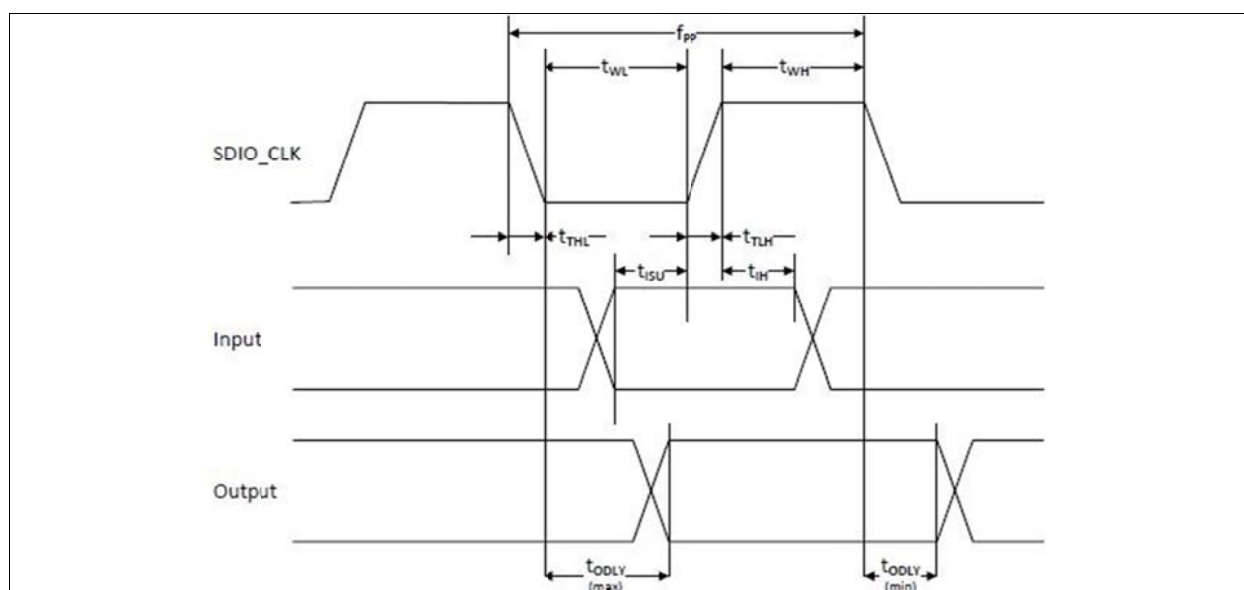 fPP
tWL
tWH
SDIO_CLK
tTHL
tTLH
tISU
tIH
Input
Output
tODLY
(max)
tODLY
(min)